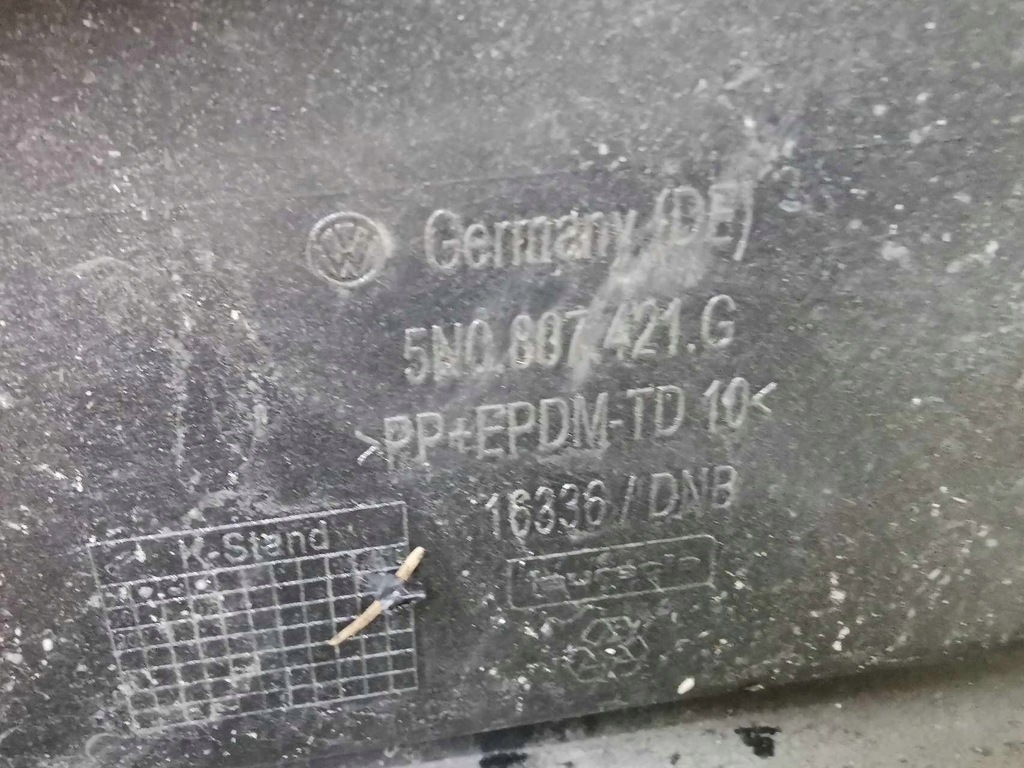 Germany (DE)
5N0.807.421.G
>PP+EPDM-TD 10<
16336 / DNB
K-Stand